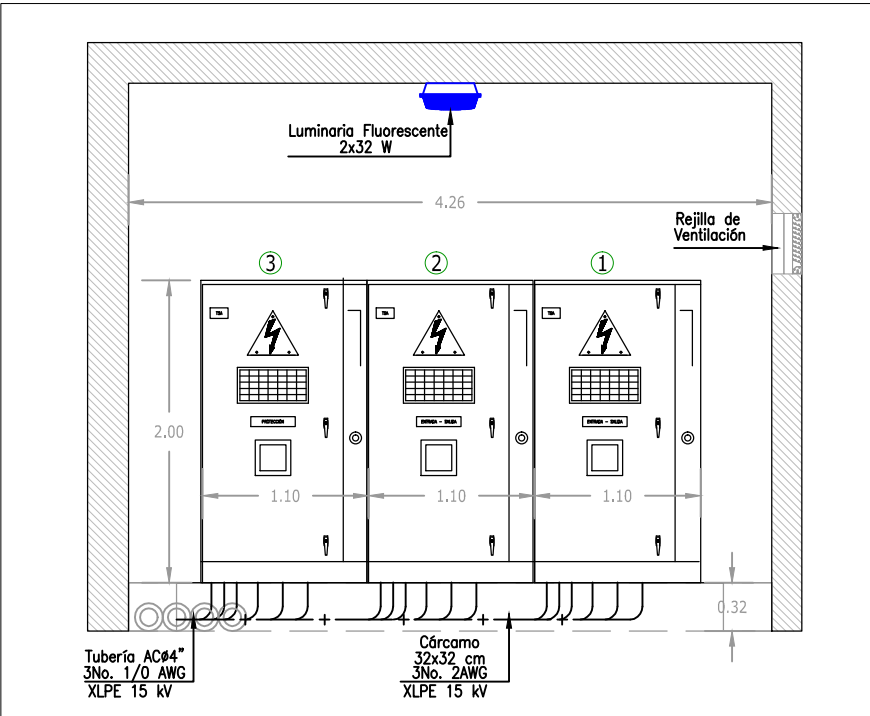 Luminaria Fluorescente
2x32 W
4.26
Rejilla de
Ventilación
3
2
1
TBA
TBA
TBA
2.00
PROTECCIÓN
ENTRADA - SALIDA
ENTRADA - SALIDA
1.10
1.10
1.10
0.32
Tubería ACØ4"
3No. 1/0 AWG
XLPE 15 kV
Cárcamo
32x32 cm
3No. 2AWG
XLPE 15 kV